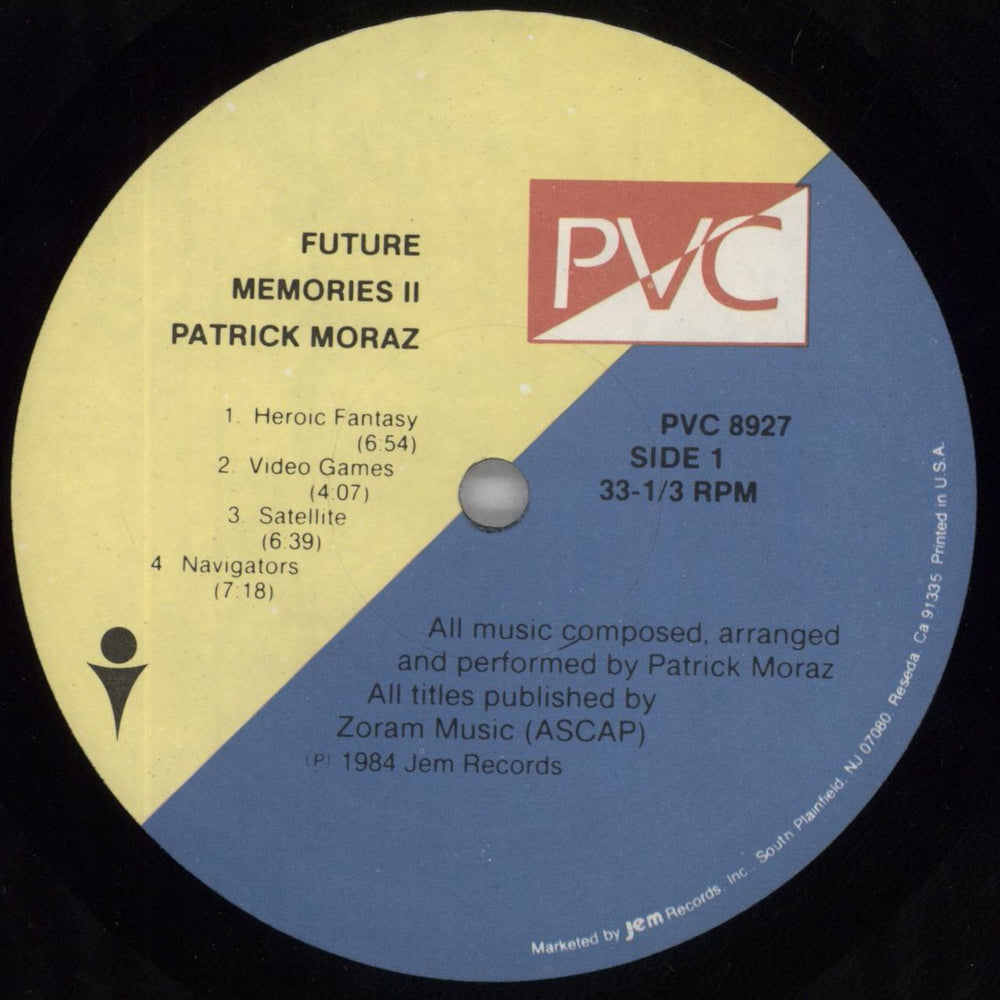 FUTURE
MEMORIES II
PATRICK MORAZ
PVC
1. Heroic Fantasy
(6:54)
2. Video Games
(4:07)
3. Satellite
(6:39)
4 Navigators
(7:18)
PVC 8927
SIDE 1
33-1/3 RPM
All music composed, arranged
and performed by Patrick Moraz
All titles published by
Zoram Music (ASCAP)
(P) 1984 Jem Records
Marketed by Jem Records, Inc. South Plainfield, NJ 07080 Reseda, Ca 91335 Printed in U.S.A.